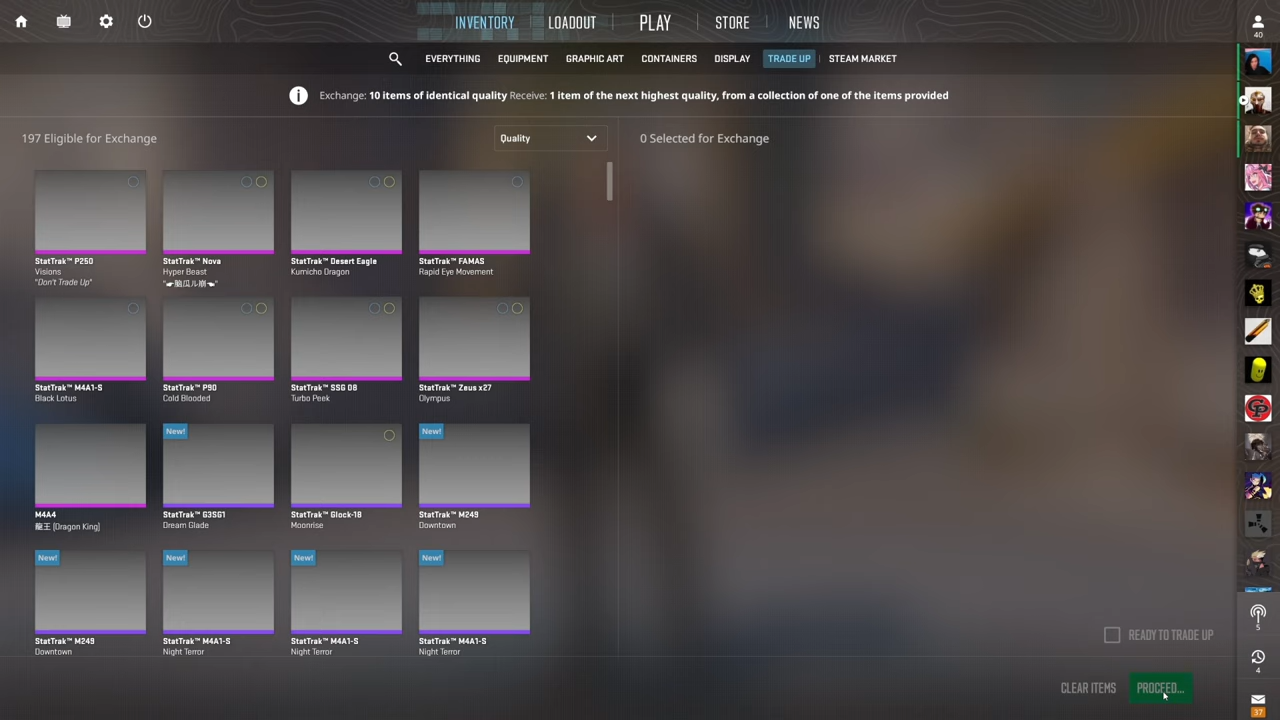 INVENTORY
LOADOUT
PLAY
STORE
NEWS
40
EVERYTHING
EQUIPMENT
GRAPHIC ART
CONTAINERS
DISPLAY
TRADE UP
STEAM MARKET
Exchange: 10 items of identical quality Receive: 1 item of the next highest quality, from a collection of one of the items provided
197 Eligible for Exchange
Quality
0 Selected for Exchange
StatTrak™ P250
Visions
"Don't Trade Up"
StatTrak™ Nova
Hyper Beast
StatTrak™ Desert Eagle
Kumicho Dragon
StatTrak™ FAMAS
Rapid Eye Movement
StatTrak™ M4A1-S
Black Lotus
StatTrak™ P90
Cold Blooded
StatTrak™ SSG 08
Turbo Peek
StatTrak™ Zeus x27
Olympus
M4A4
龍王 (Dragon King)
New!
StatTrak™ G3SG1
Dream Glade
StatTrak™ Glock-18
Moonrise
New!
StatTrak™ M249
Downtown
New!
StatTrak™ M249
Downtown
New!
StatTrak™ M4A1-S
Night Terror
New!
StatTrak™ M4A1-S
Night Terror
New!
StatTrak™ M4A1-S
Night Terror
READY TO TRADE UP
CLEAR ITEMS
PROCEED...
5
4
37